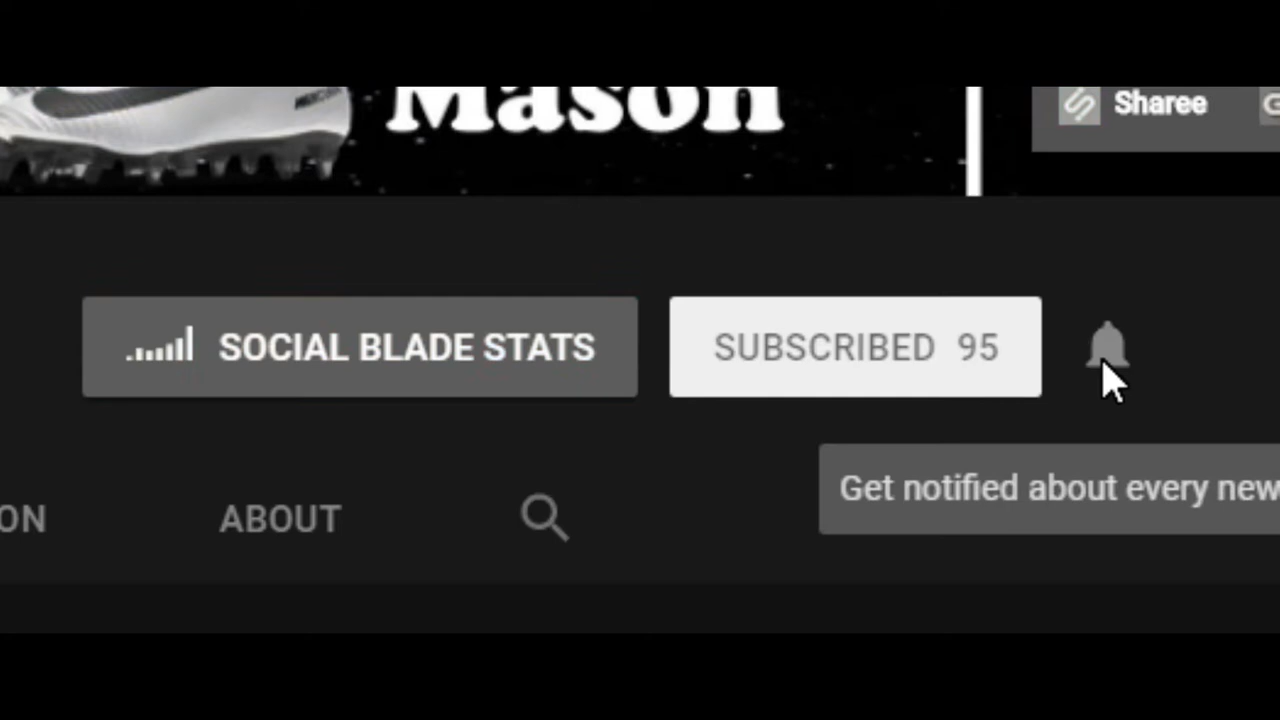 Mason
Sharee
SOCIAL BLADE STATS
SUBSCRIBED 95
Get notified about every new
ON
ABOUT